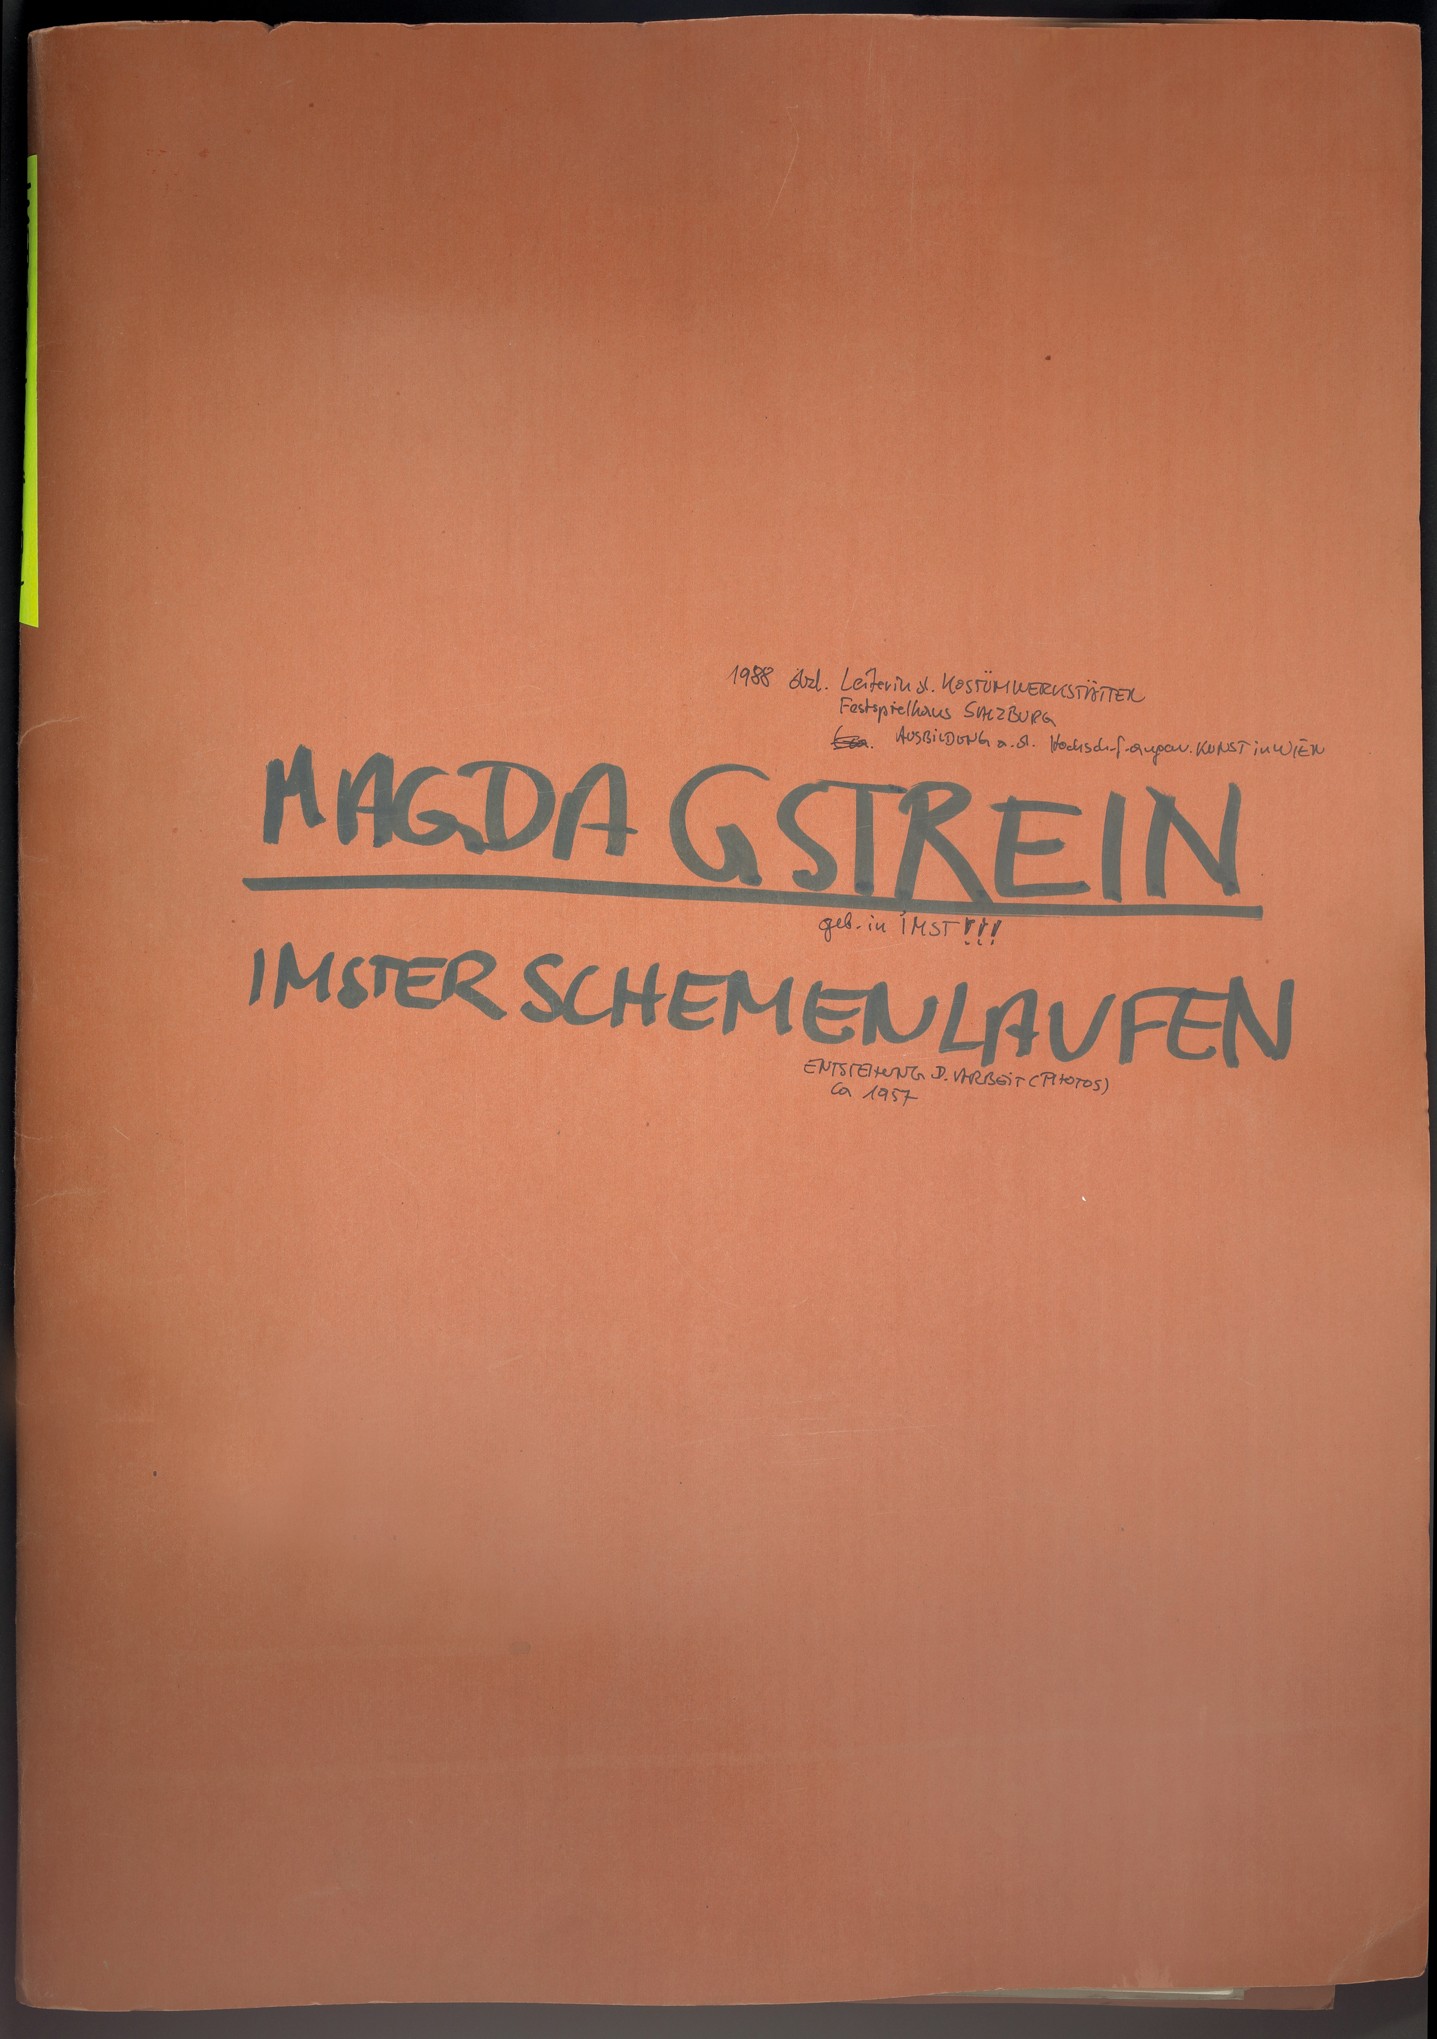 1988 dzt. Leiterin d. KOSTÜMWERKSTÄTTEN
Festspielhaus SALZBURG
AUSBILDUNG a. d. Hochsch. f. angew. KUNST in WIEN
MAGDA GSTREIN
geb. in IMST !!!
IMSTER SCHEMENLAUFEN
ENTSTEHUNG D. ARBEIT (PHOTOS)
ca 1957